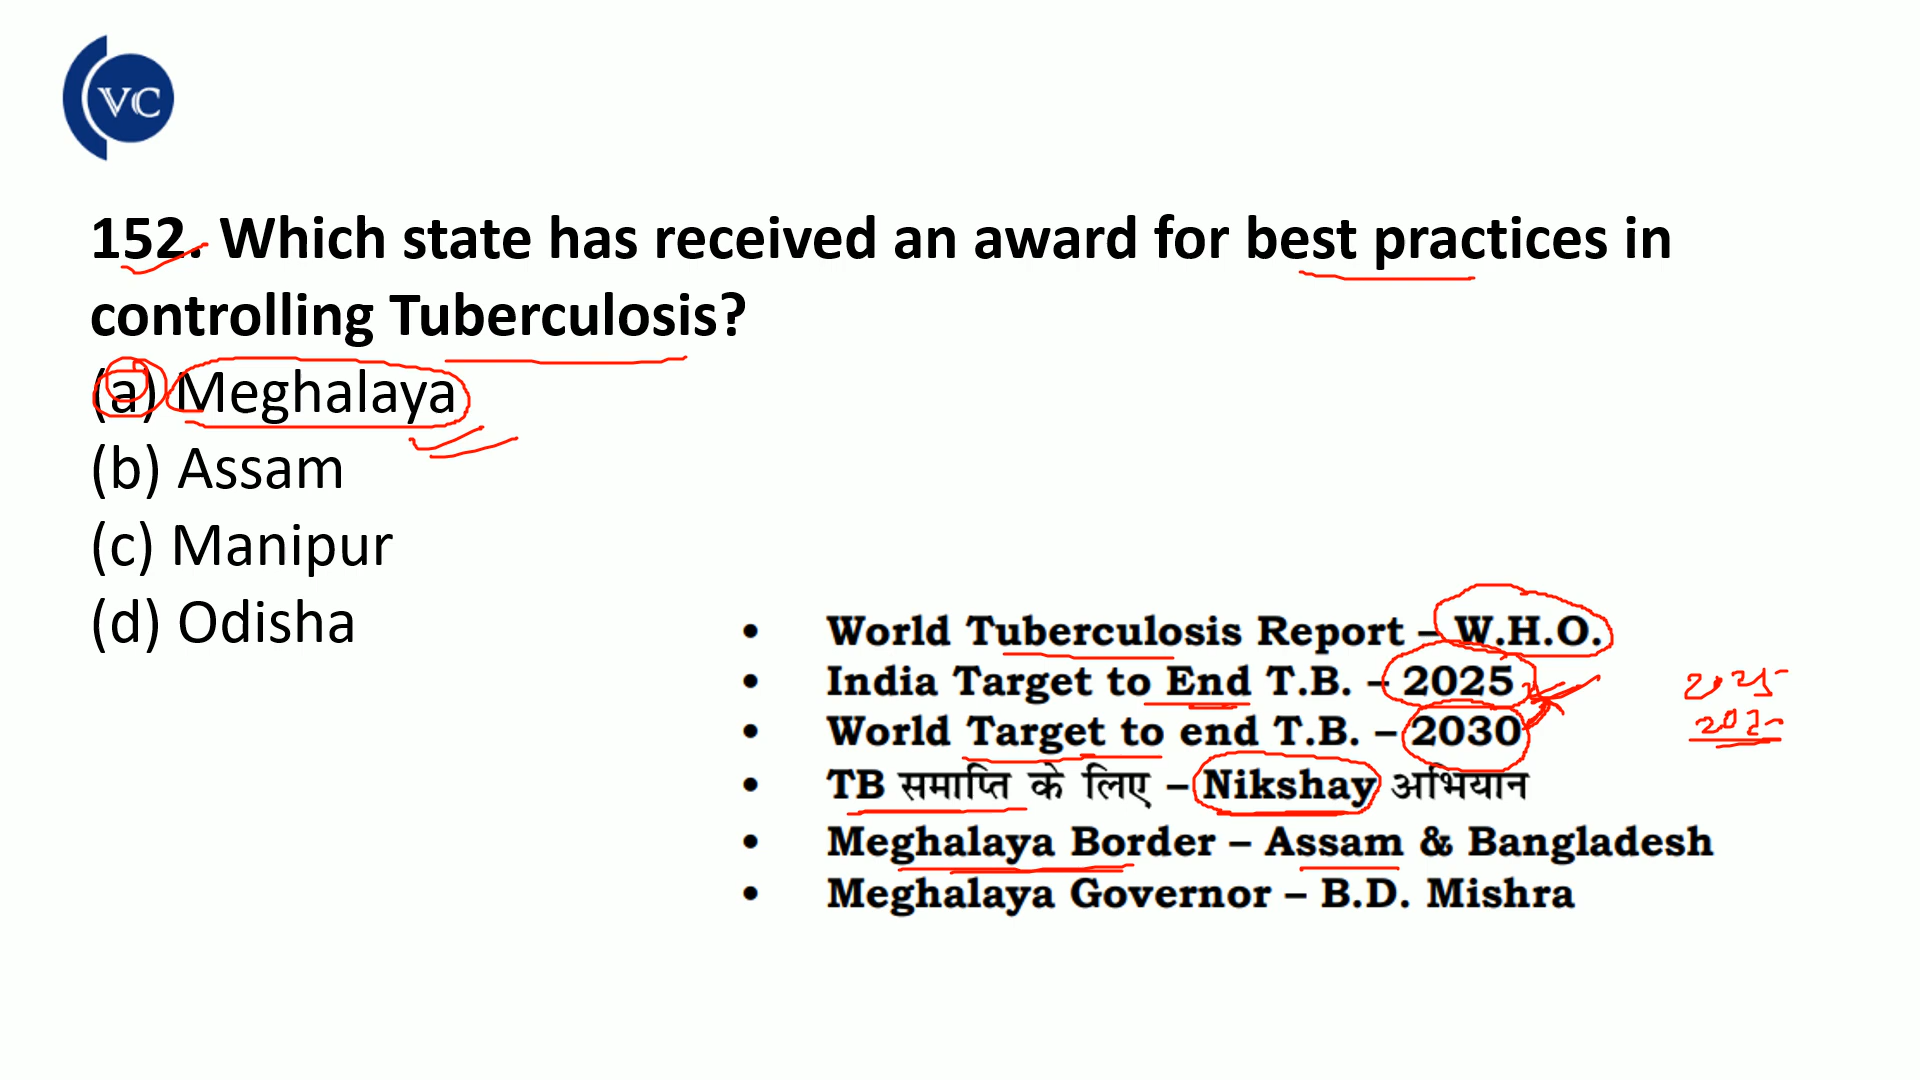 VC
152. Which state has received an award for best practices in
controlling Tuberculosis?
(a) Meghalaya
(b) Assam
(c) Manipur
(d) Odisha
• World Tuberculosis Report – W.H.O.
• India Target to End T.B. – 2025
• World Target to end T.B. – 2030
• TB समाप्ति के लिए – Nikshay अभियान
• Meghalaya Border – Assam & Bangladesh
• Meghalaya Governor – B.D. Mishra
2025